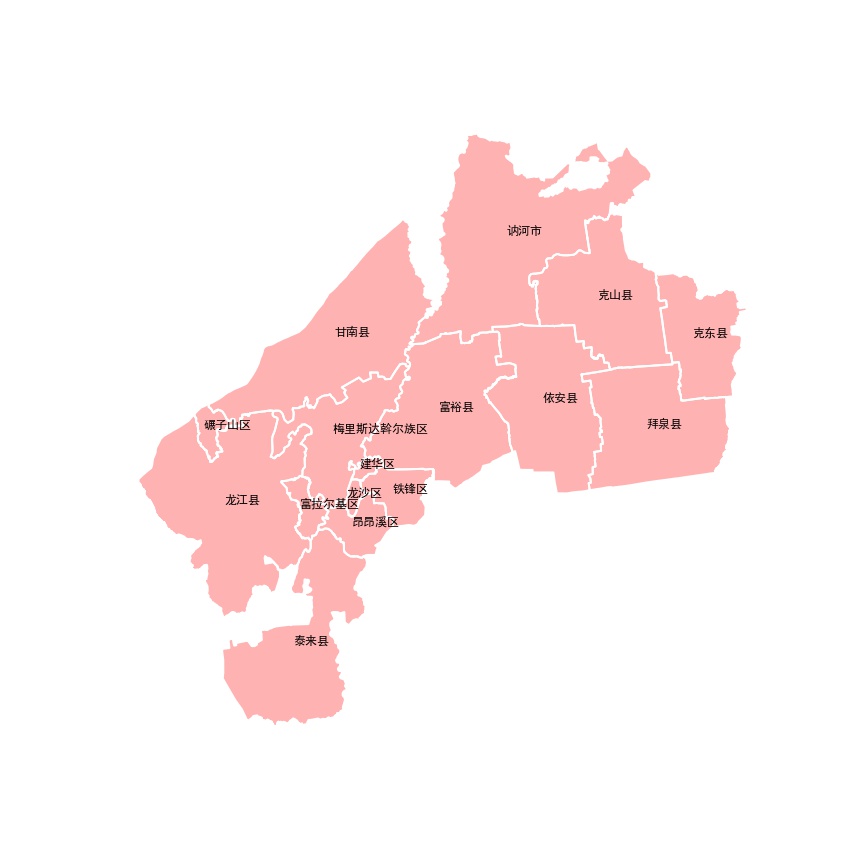 讷河市
克山县
甘南县
克东县
依安县
富裕县
碾子山区
梅里斯达斡尔族区
拜泉县
建华区
龙沙区
铁锋区
龙江县
富拉尔基区
昂昂溪区
泰来县